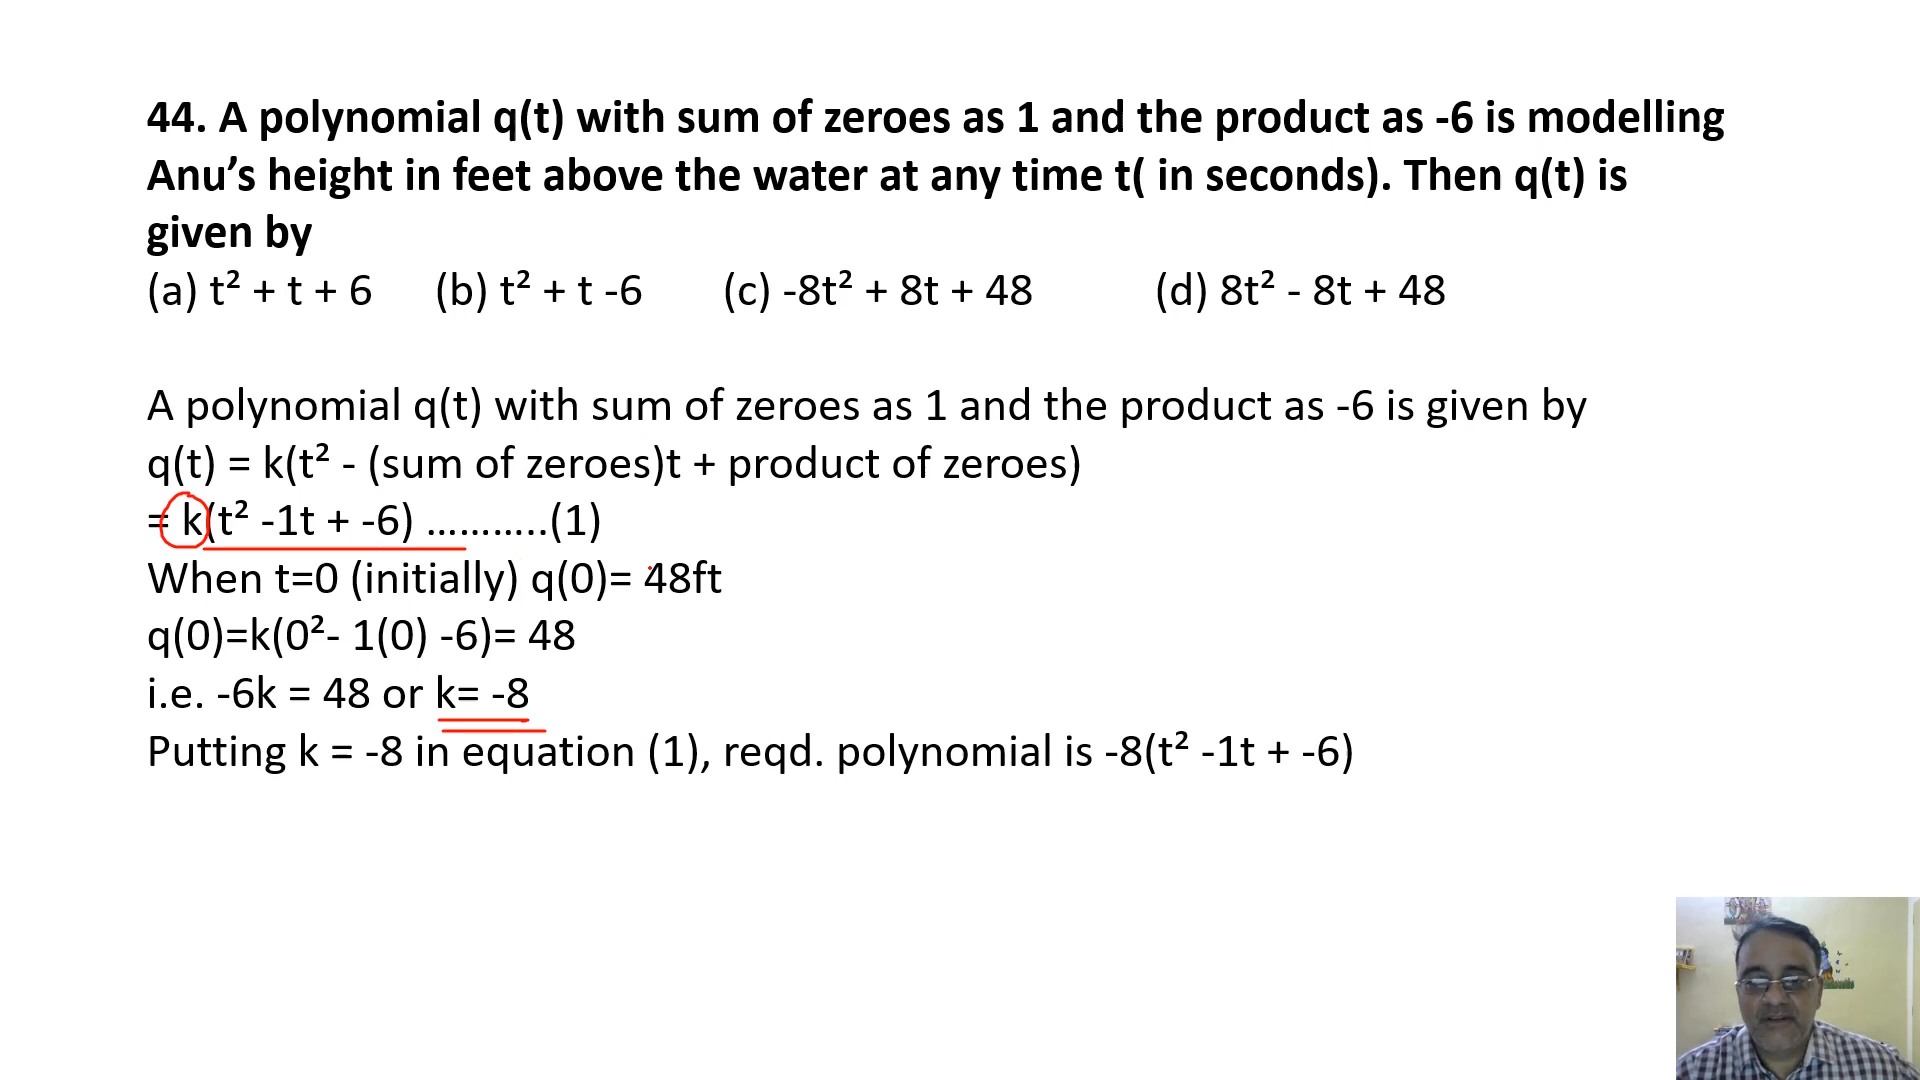 44. A polynomial q(t) with sum of zeroes as 1 and the product as -6 is modelling
Anu’s height in feet above the water at any time t( in seconds). Then q(t) is
given by
(a) t² + t + 6 (b) t² + t -6 (c) -8t² + 8t + 48 (d) 8t² - 8t + 48
A polynomial q(t) with sum of zeroes as 1 and the product as -6 is given by
q(t) = k(t² - (sum of zeroes)t + product of zeroes)
= k(t² -1t + -6) ………..(1)
When t=0 (initially) q(0)= 48ft
q(0)=k(0²- 1(0) -6)= 48
i.e. -6k = 48 or k= -8
Putting k = -8 in equation (1), reqd. polynomial is -8(t² -1t + -6)